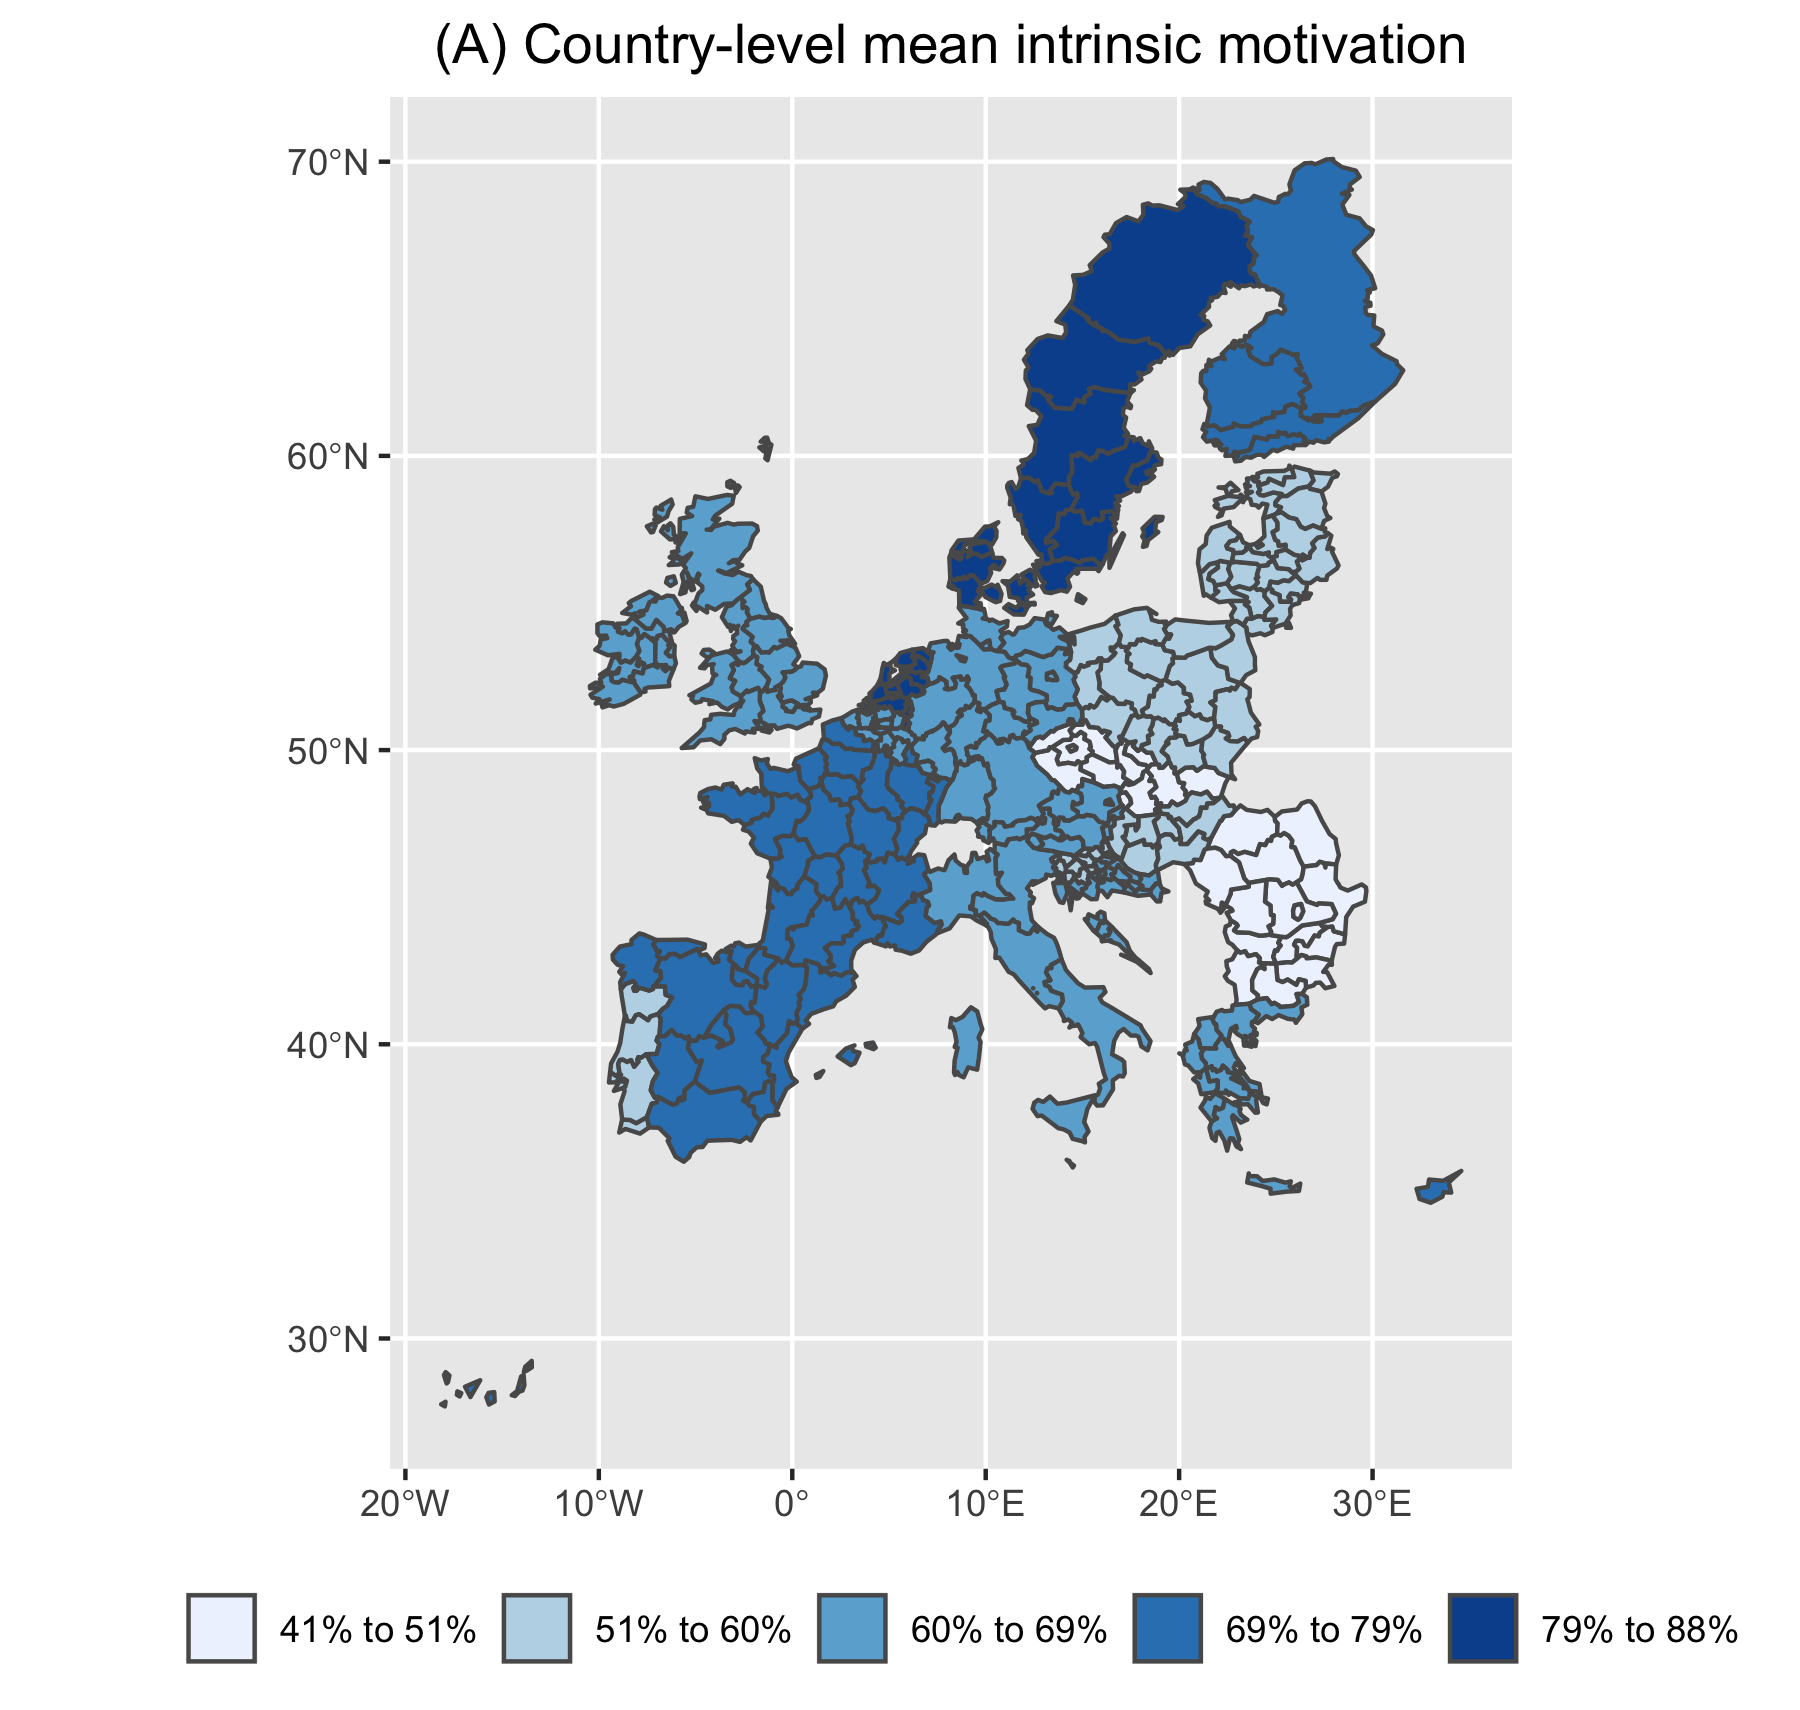 (A) Country-level mean intrinsic motivation
70°N
60°N
50°N
40°N
30°N
20°W 10°W 0° 10°E 20°E 30°E
41% to 51% 51% to 60% 60% to 69% 69% to 79% 79% to 88%